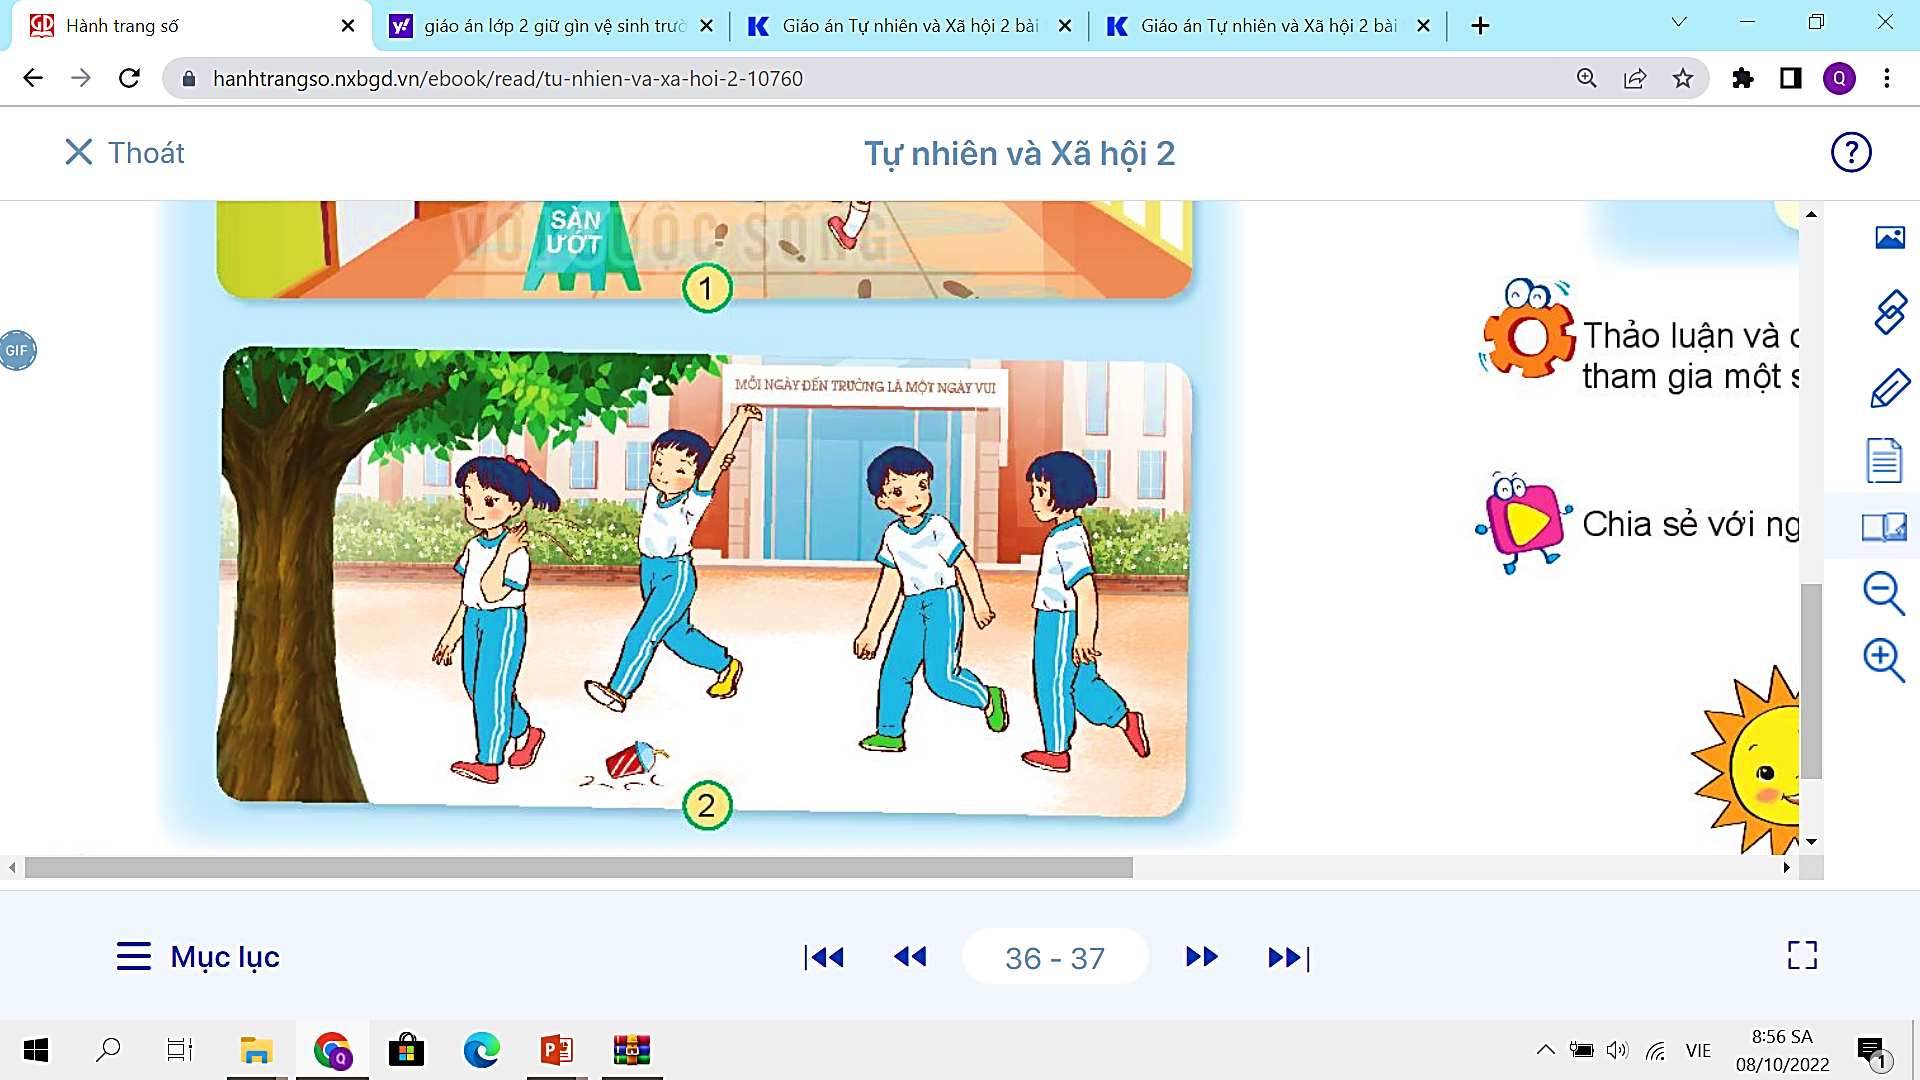 Hành trang số
giáo án lớp 2 giữ gìn vệ sinh trườ
Giáo án Tự nhiên và Xã hội 2 bài
Giáo án Tự nhiên và Xã hội 2 bài
hanhtrangso.nxbgd.vn/ebook/read/tu-nhien-va-xa-hoi-2-10760
Q
Thoát
Tự nhiên và Xã hội 2
?
SÀN
ƯỚT
SỐNG
1
GIF
Thảo luận và
tham gia một s
MỖI NGÀY ĐẾN TRƯỜNG LÀ MỘT NGÀY VUI
Chia sẻ với ng
2
Mục lục
36 - 37
VIE
8:56 SA
08/10/2022
1